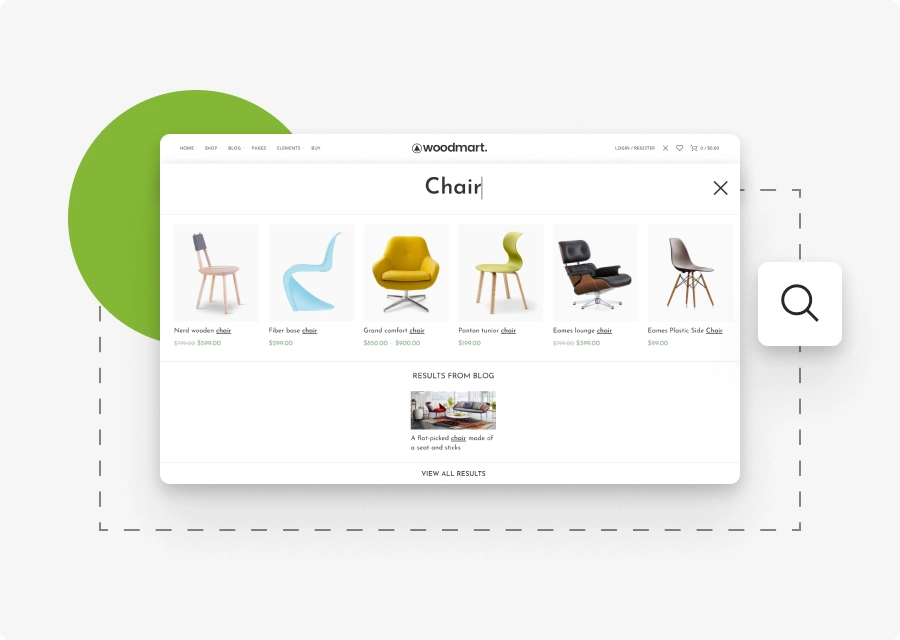 HOME SHOP BLOG PAGES ELEMENTS BUY
woodmart.
LOGIN / REGISTER 0 / $0.00
Chair
Nerd wooden chair
$799.00 $599.00
Fiber base chair
$299.00
Grand comfort chair
$850.00 - $900.00
Panton tunior chair
$199.00
Eames lounge chair
$799.00 $399.00
Eames Plastic Side Chair
$99.00
RESULTS FROM BLOG
A flat-picked chair made of
a seat and sticks
VIEW ALL RESULTS